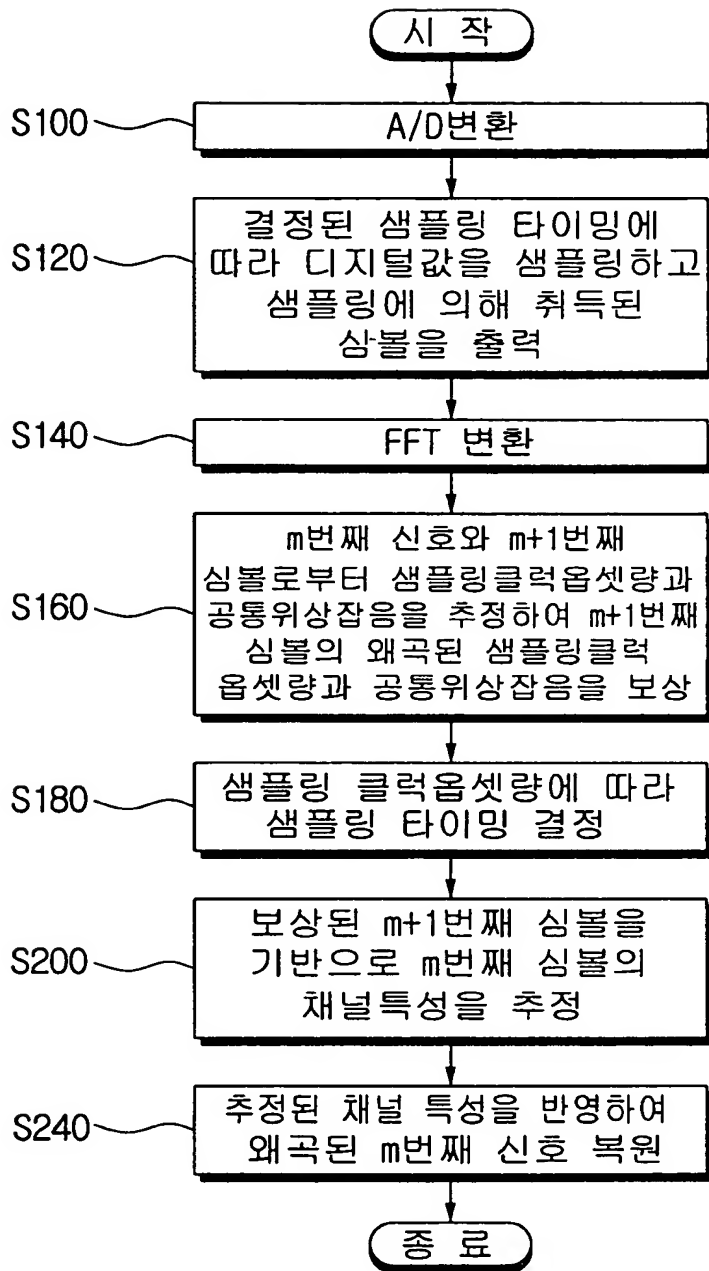 시 작
S100
A/D변환
S120
결정된 샘플링 타이밍에
따라 디지털값을 샘플링하고
샘플링에 의해 취득된
심볼을 출력
S140
FFT 변환
S160
m번째 신호와 m+1번째
심볼로부터 샘플링클럭옵셋량과
공통위상잡음을 추정하여 m+1번째
심볼의 왜곡된 샘플링클럭
옵셋량과 공통위상잡음을 보상
S180
샘플링 클럭옵셋량에 따라
샘플링 타이밍 결정
S200
보상된 m+1번째 심볼을
기반으로 m번째 심볼의
채널특성을 추정
S240
추정된 채널 특성을 반영하여
왜곡된 m번째 신호 복원
종 료